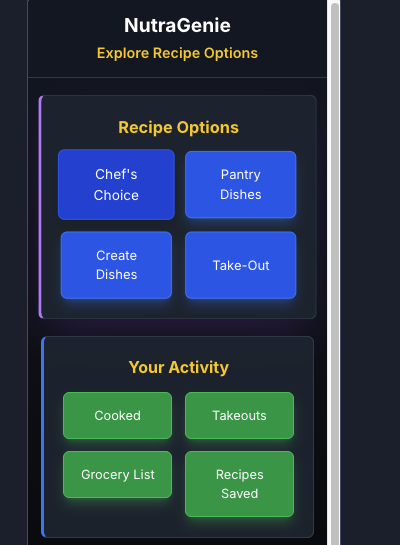 NutraGenie
Explore Recipe Options
Recipe Options
Chef's
Choice
Pantry
Dishes
Create
Dishes
Take-Out
Your Activity
Cooked
Takeouts
Grocery List
Recipes
Saved